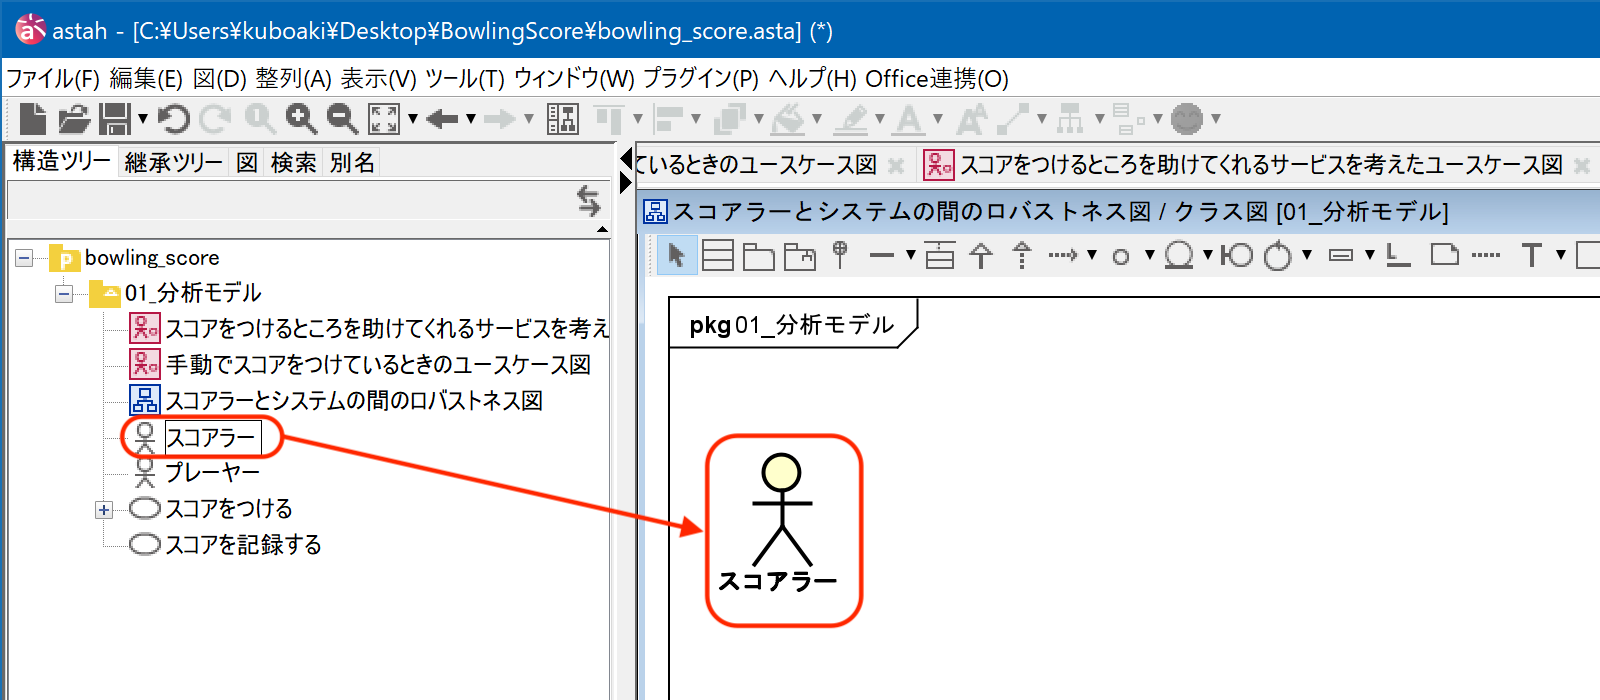 astah - [C:¥Users¥kuboaki¥Desktop¥BowlingScore¥bowling_score.asta] (*)
ファイル(F) 編集(E) 図(D) 整列(A) 表示(V) ツール(T) ウィンドウ(W) プラグイン(P) ヘルプ(H) Office連携(O)
構造ツリー 継承ツリー 図 検索 別名
ているときのユースケース図 スコアをつけるところを助けてくれるサービスを考えたユースケース図
スコアラーとシステムの間のロバストネス図 / クラス図 [01_分析モデル]
bowling_score
01_分析モデル
スコアをつけるところを助けてくれるサービスを考え
手動でスコアをつけているときのユースケース図
スコアラーとシステムの間のロバストネス図
スコアラー
プレーヤー
スコアをつける
スコアを記録する
pkg 01_分析モデル
スコアラー